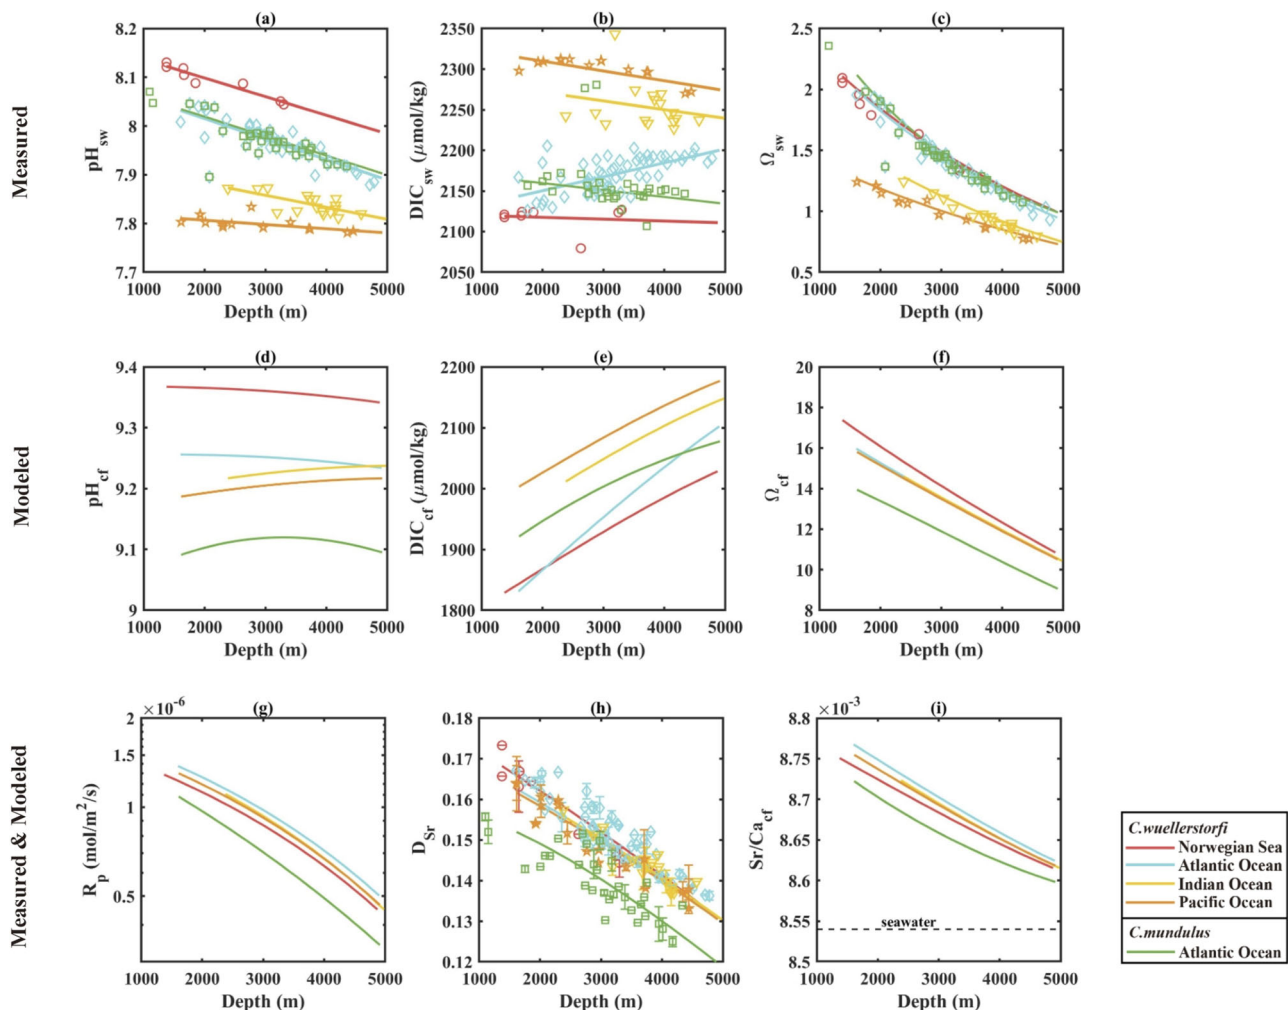 Measured
(a)
pH_sw
8.2
8.1
8
7.9
7.8
7.7
1000 2000 3000 4000 5000
Depth (m)
(b)
DIC_sw (μmol/kg)
2350
2300
2250
2200
2150
2100
2050
1000 2000 3000 4000 5000
Depth (m)
(c)
Ω_sw
2.5
2
1.5
1
0.5
1000 2000 3000 4000 5000
Depth (m)
Modeled
(d)
pH_cf
9.4
9.3
9.2
9.1
9
1000 2000 3000 4000 5000
Depth (m)
(e)
DIC_cf (μmol/kg)
2200
2100
2000
1900
1800
1000 2000 3000 4000 5000
Depth (m)
(f)
Ω_cf
20
18
16
14
12
10
8
1000 2000 3000 4000 5000
Depth (m)
Measured & Modeled
(g)
×10⁻⁶
R_p (mol/m²/s)
2
1.5
1
0.5
1000 2000 3000 4000 5000
Depth (m)
(h)
D_Sr
0.18
0.17
0.16
0.15
0.14
0.13
0.12
1000 2000 3000 4000 5000
Depth (m)
(i)
×10⁻³
Sr/Ca_cf
8.8
8.75
8.7
8.65
8.6
8.54
8.5
seawater
1000 2000 3000 4000 5000
Depth (m)
C.wuellerstorfi
Norwegian Sea
Atlantic Ocean
Indian Ocean
Pacific Ocean
C.mundulus
Atlantic Ocean